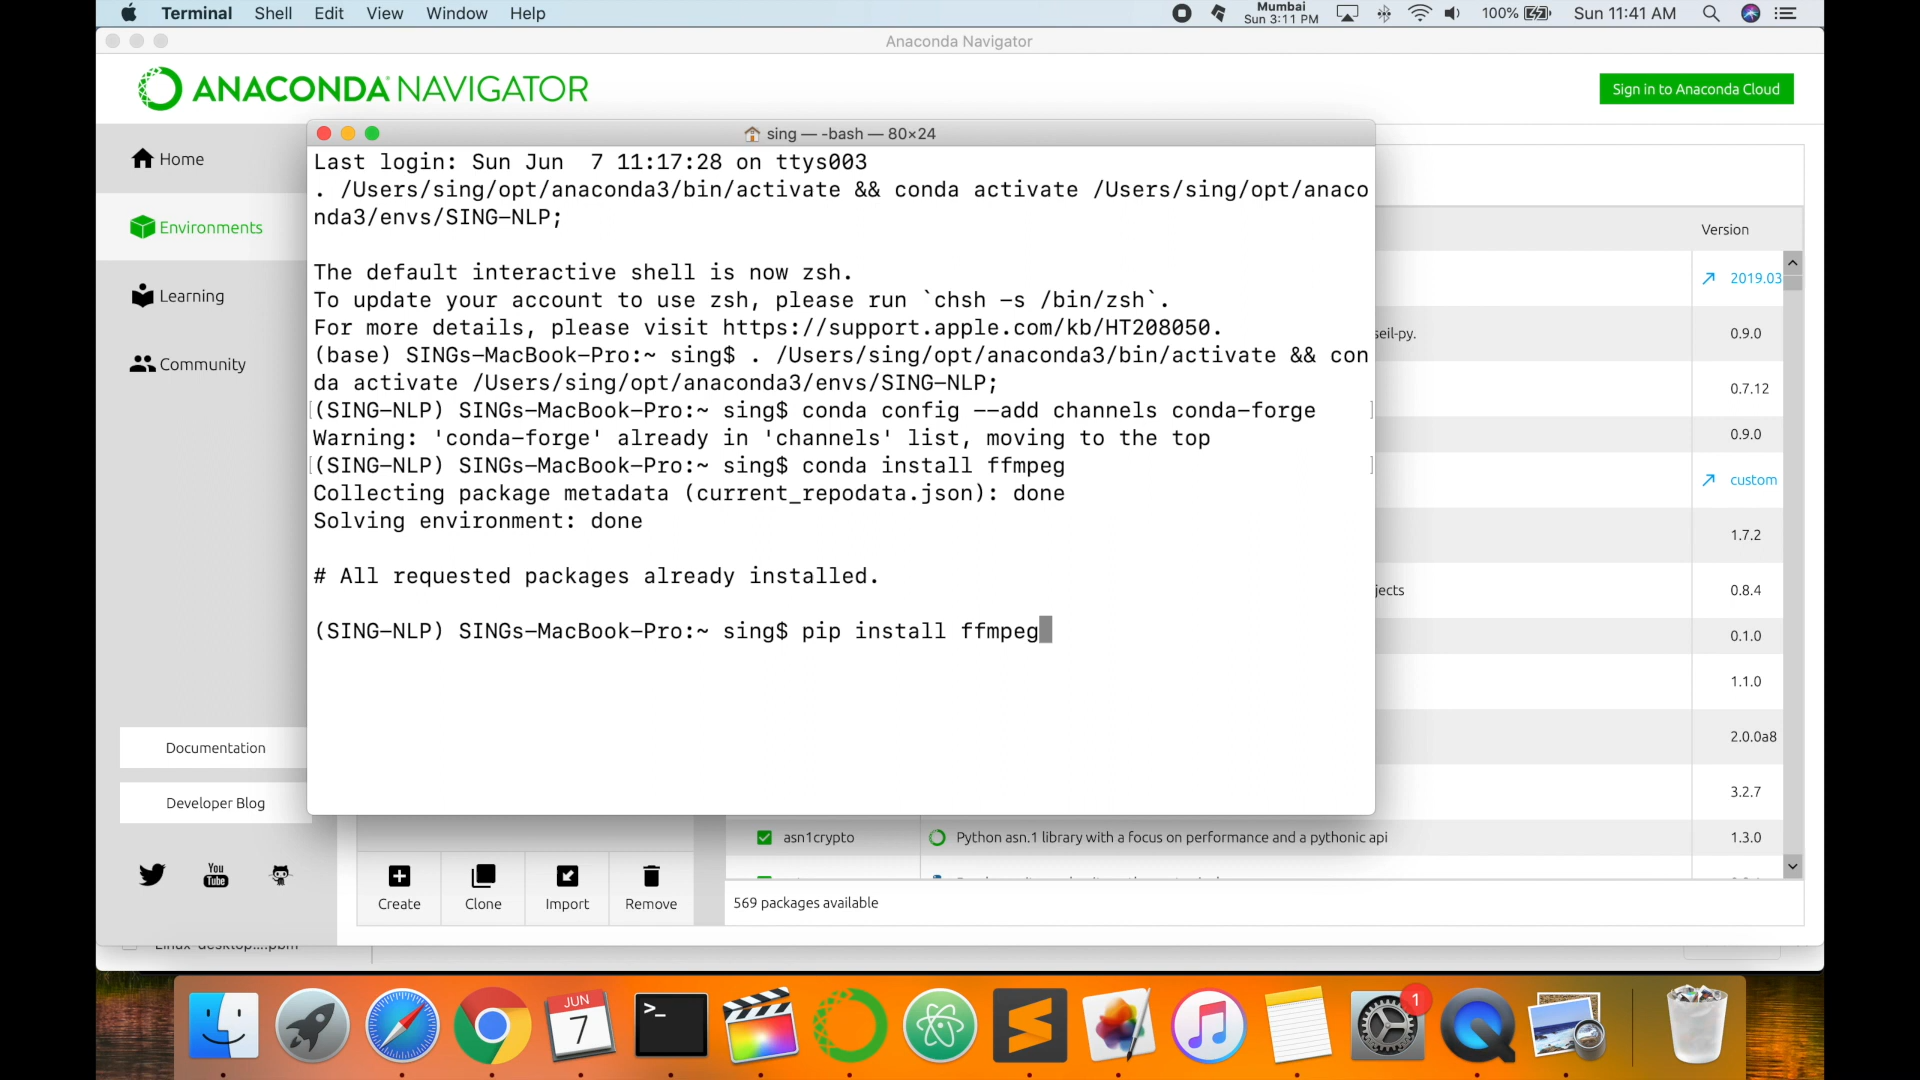 Terminal Shell Edit View Window Help
Mumbai
Sun 3:11 PM
100%
Sun 11:41 AM
Anaconda Navigator
ANACONDA NAVIGATOR
Sign in to Anaconda Cloud
Home
Environments
Learning
Community
Documentation
Developer Blog
You
Tube
sing — -bash — 80×24
Last login: Sun Jun  7 11:17:28 on ttys003
. /Users/sing/opt/anaconda3/bin/activate && conda activate /Users/sing/opt/anaco
nda3/envs/SING-NLP;
The default interactive shell is now zsh.
To update your account to use zsh, please run `chsh -s /bin/zsh`.
For more details, please visit https://support.apple.com/kb/HT208050.
(base) SINGs-MacBook-Pro:~ sing$ . /Users/sing/opt/anaconda3/bin/activate && con
da activate /Users/sing/opt/anaconda3/envs/SING-NLP;
[(SING-NLP) SINGs-MacBook-Pro:~ sing$ conda config --add channels conda-forge ]
Warning: 'conda-forge' already in 'channels' list, moving to the top
[(SING-NLP) SINGs-MacBook-Pro:~ sing$ conda install ffmpeg ]
Collecting package metadata (current_repodata.json): done
Solving environment: done
# All requested packages already installed.
(SING-NLP) SINGs-MacBook-Pro:~ sing$ pip install ffmpeg
Version
2019.03
seil-py.
0.9.0
0.7.12
0.9.0
custom
1.7.2
jects
0.8.4
0.1.0
1.1.0
2.0.0a8
3.2.7
asn1crypto
Python asn.1 library with a focus on performance and a pythonic api
1.3.0
Create
Clone
Import
Remove
569 packages available
JUN
7
>_
1